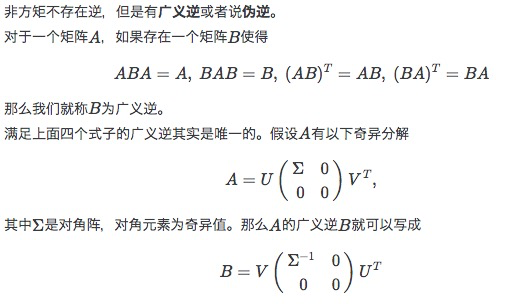 非方矩不存在逆，但是有广义逆或者说伪逆。
对于一个矩阵A，如果存在一个矩阵B使得
ABA = A, BAB = B, (AB)^T = AB, (BA)^T = BA
那么我们就称B为广义逆。
满足上面四个式子的广义逆其实是唯一的。假设A有以下奇异分解
A = U ( Σ 0 ; 0 0 ) V^T,
其中Σ是对角阵，对角元素为奇异值。那么A的广义逆B就可以写成
B = V ( Σ^{-1} 0 ; 0 0 ) U^T